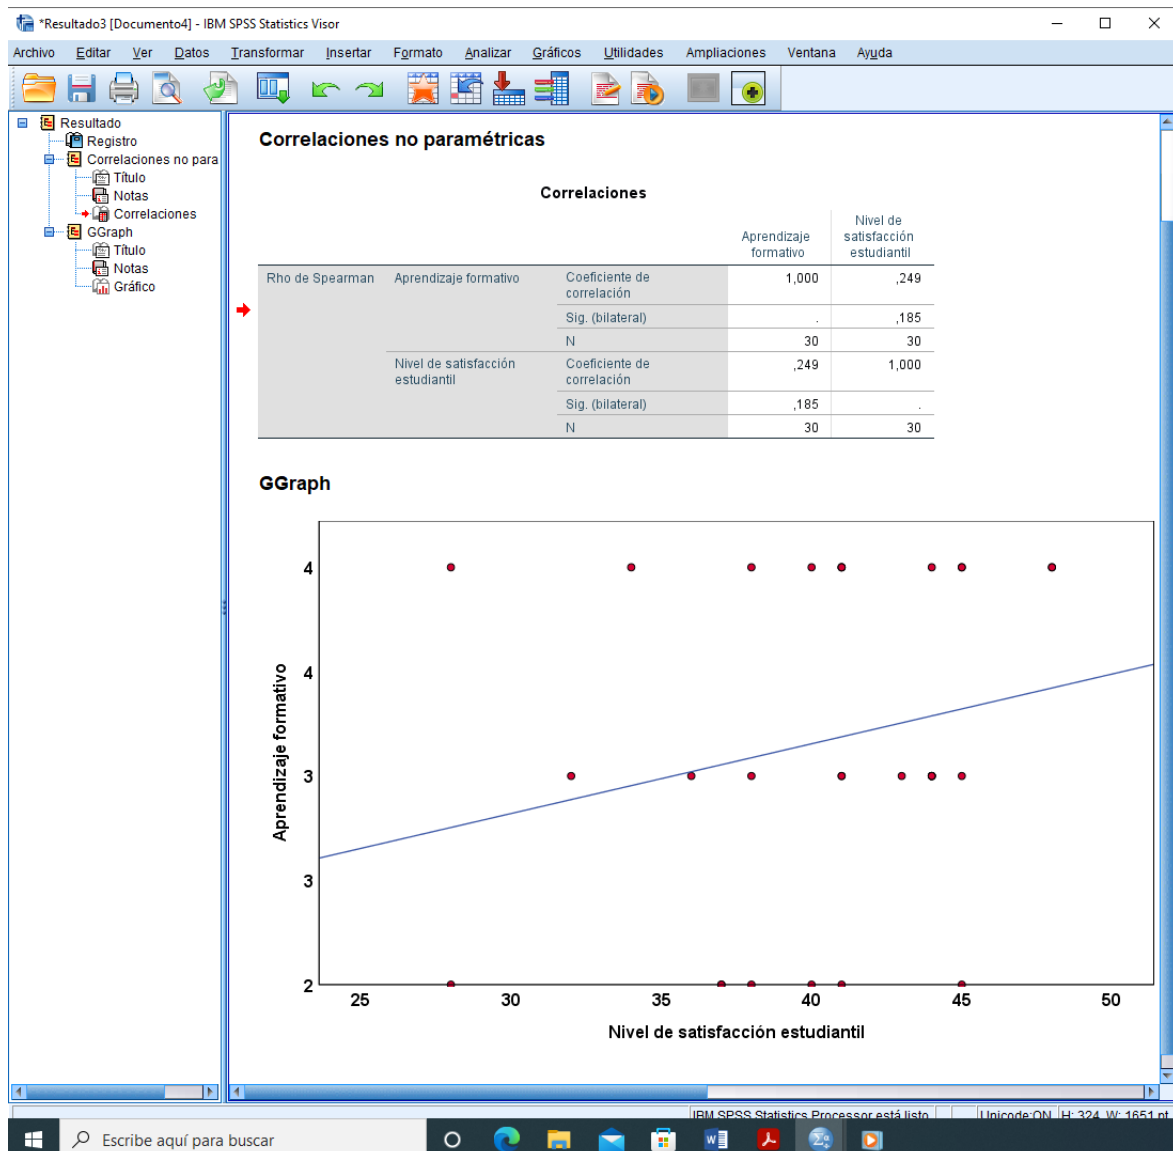 *Resultado3 [Documento4] - IBM SPSS Statistics Visor
Archivo Editar Ver Datos Transformar Insertar Formato Analizar Gráficos Utilidades Ampliaciones Ventana Ayuda
Resultado
Registro
Correlaciones no para
Título
Notas
Correlaciones
GGraph
Título
Notas
Gráfico
Correlaciones no paramétricas
Correlaciones
Aprendizaje formativo
Nivel de satisfacción estudiantil
Rho de Spearman Aprendizaje formativo Coeficiente de correlación 1,000 ,249
Sig. (bilateral) . ,185
N 30 30
Nivel de satisfacción estudiantil Coeficiente de correlación ,249 1,000
Sig. (bilateral) ,185 .
N 30 30
GGraph
Aprendizaje formativo
4
4
3
3
2
25 30 35 40 45 50
Nivel de satisfacción estudiantil
IBM SPSS Statistics Processor está listo Unicode:ON H: 324, W: 1651 pt
Escribe aquí para buscar